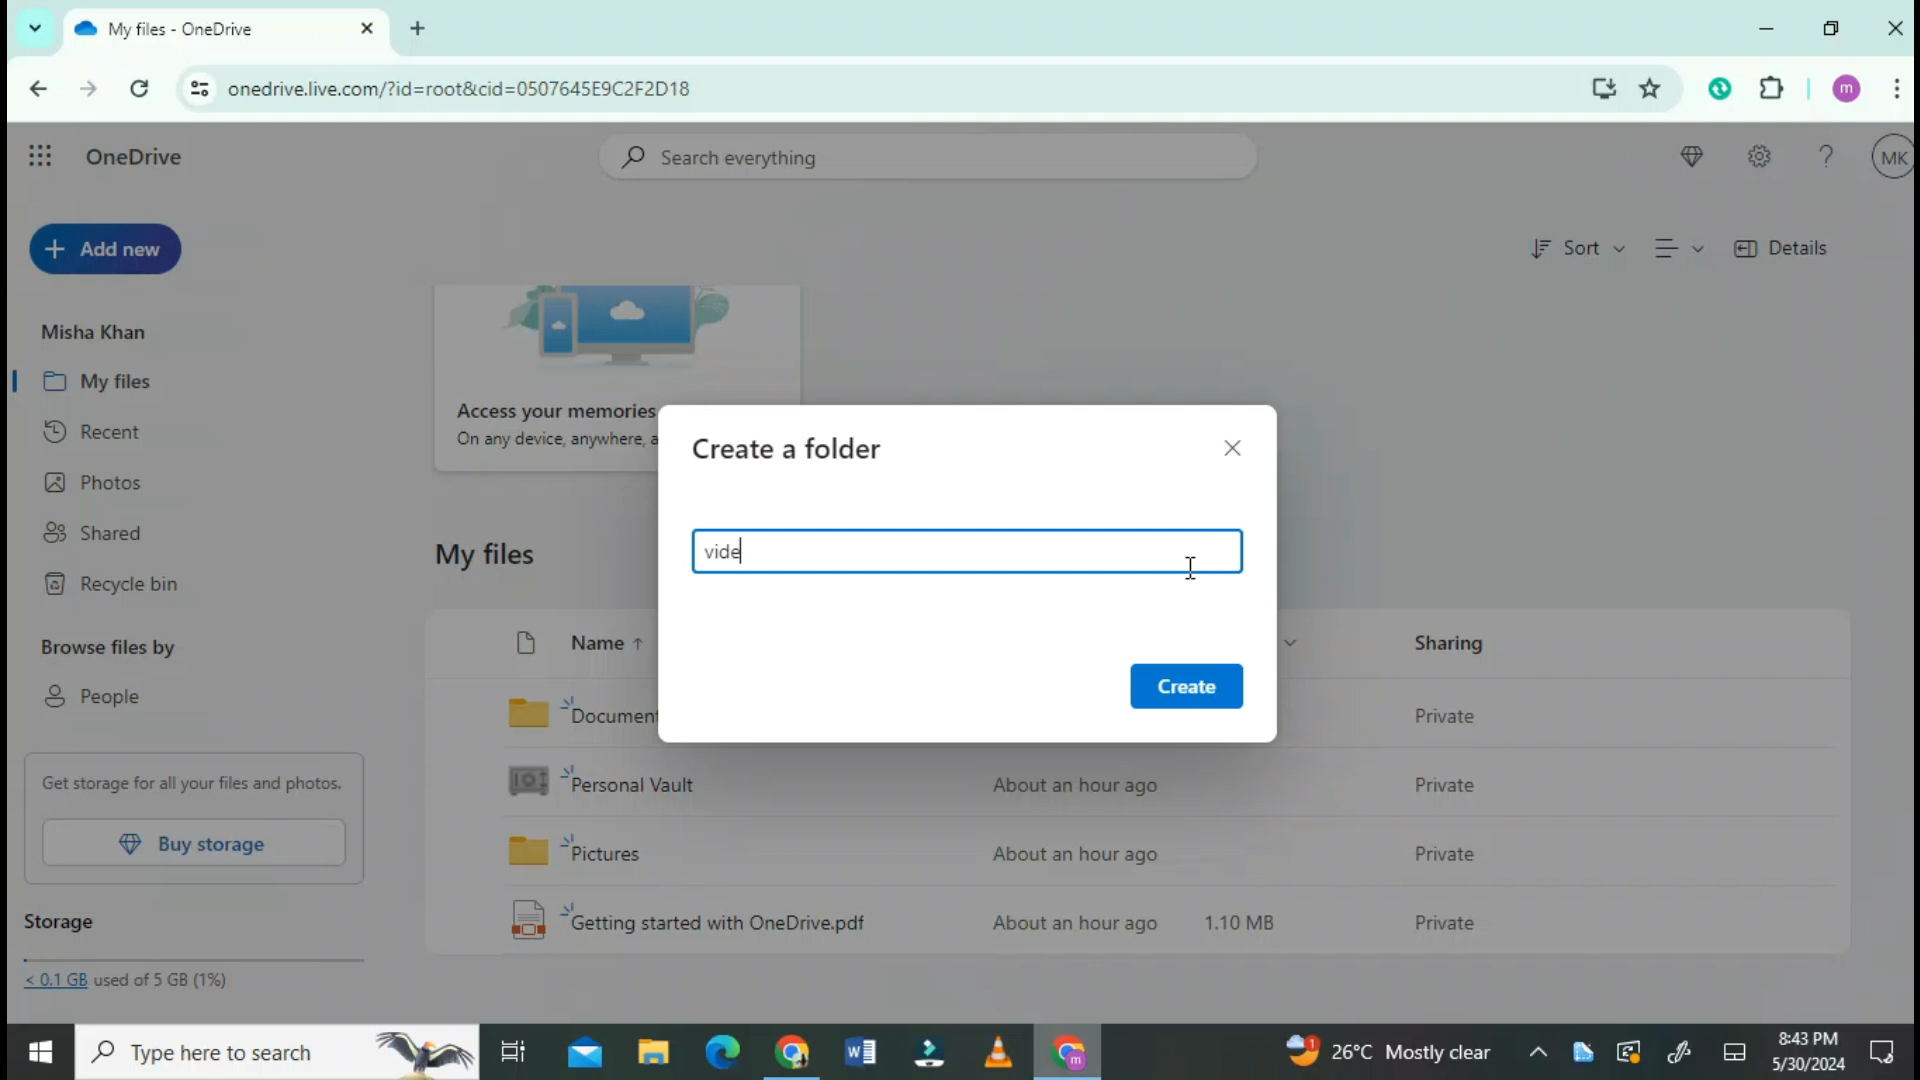 My files - OneDrive
onedrive.live.com/?id=root&cid=0507645E9C2F2D18
m
OneDrive
Search everything
MK
Add new
Sort
Details
Misha Khan
My files
Recent
Photos
Shared
Recycle bin
Browse files by
People
Get storage for all your files and photos.
Buy storage
Storage
< 0.1 GB used of 5 GB (1%)
Access your memories
On any device, anywhere, a
Create a folder
vide
Create
My files
Name ↑
Sharing
Document
Private
Personal Vault
About an hour ago
Private
Pictures
About an hour ago
Private
Getting started with OneDrive.pdf
About an hour ago
1.10 MB
Private
Type here to search
W
m
1
26°C Mostly clear
8:43 PM
5/30/2024